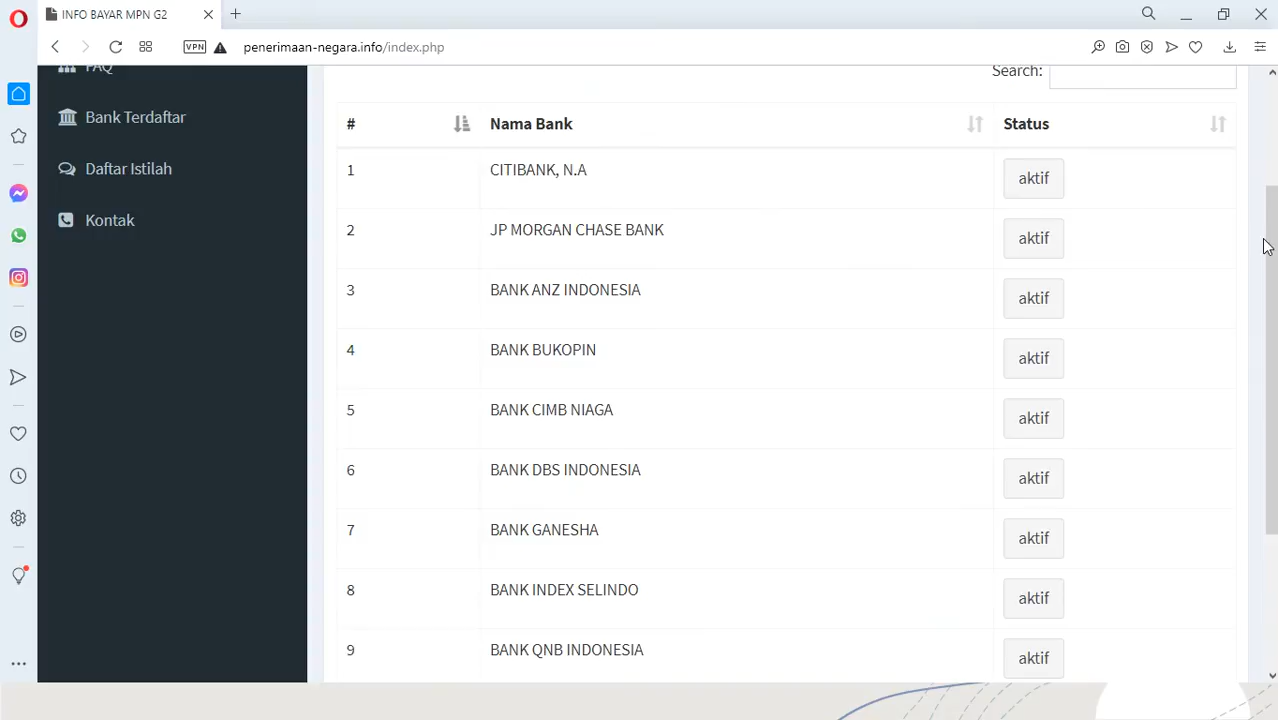 INFO BAYAR MPN G2
VPN penerimaan-negara.info/index.php
FAQ
Search:
Bank Terdaftar
Daftar Istilah
Kontak
# Nama Bank Status
1 CITIBANK, N.A aktif
2 JP MORGAN CHASE BANK aktif
3 BANK ANZ INDONESIA aktif
4 BANK BUKOPIN aktif
5 BANK CIMB NIAGA aktif
6 BANK DBS INDONESIA aktif
7 BANK GANESHA aktif
8 BANK INDEX SELINDO aktif
9 BANK QNB INDONESIA aktif